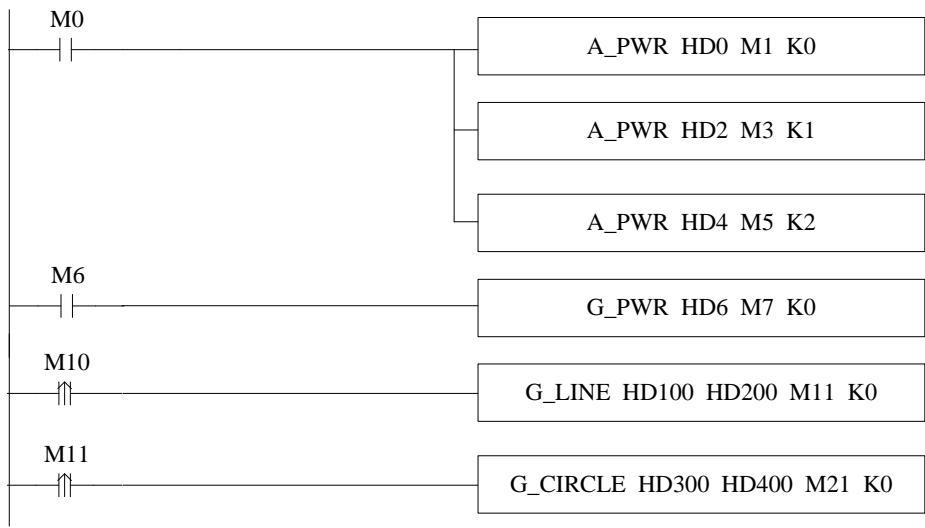 M0
A_PWR HD0 M1 K0
A_PWR HD2 M3 K1
A_PWR HD4 M5 K2
M6
G_PWR HD6 M7 K0
M10
G_LINE HD100 HD200 M11 K0
M11
G_CIRCLE HD300 HD400 M21 K0